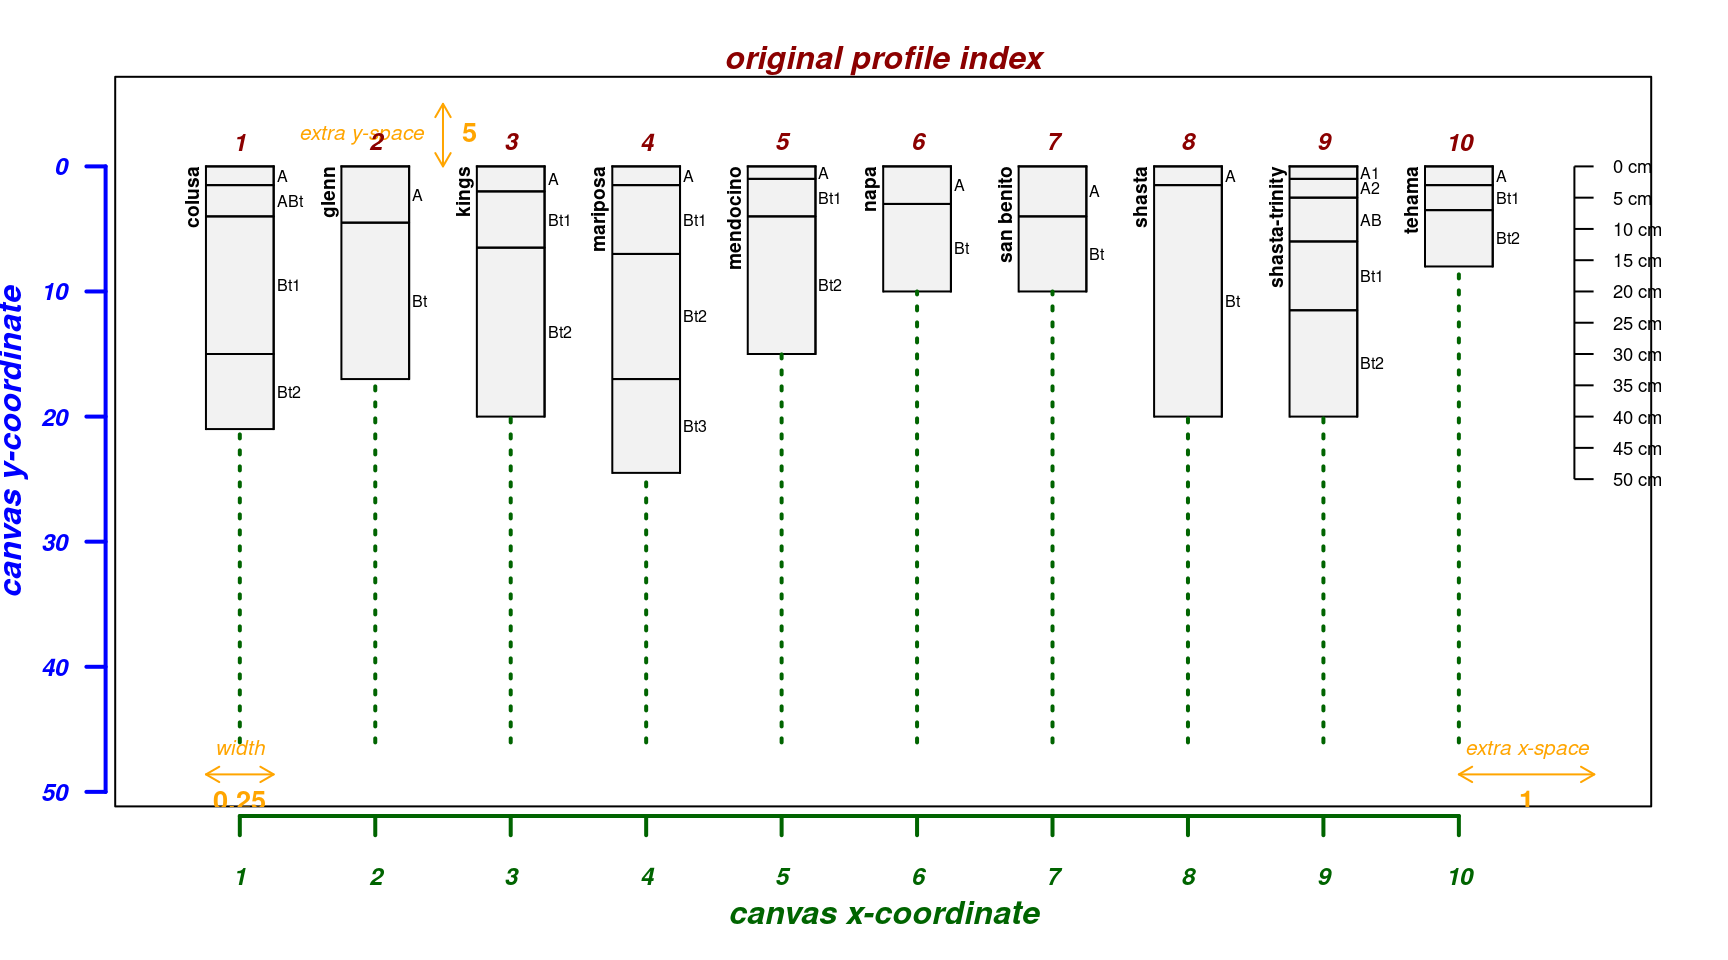 original profile index
extra y-space 5
1 2 3 4 5 6 7 8 9 10
canvas y-coordinate
0
10
20
30
40
50
colusa
A
ABt
Bt1
Bt2
glenn
A
Bt
kings
A
Bt1
Bt2
mariposa
A
Bt1
Bt2
Bt3
mendocino
A
Bt1
Bt2
napa
A
Bt
san benito
A
Bt
shasta
A
Bt
shasta-trinity
A1
A2
AB
Bt1
Bt2
tehama
A
Bt1
Bt2
0 cm
5 cm
10 cm
15 cm
20 cm
25 cm
30 cm
35 cm
40 cm
45 cm
50 cm
width
0.25
extra x-space
1
1 2 3 4 5 6 7 8 9 10
canvas x-coordinate